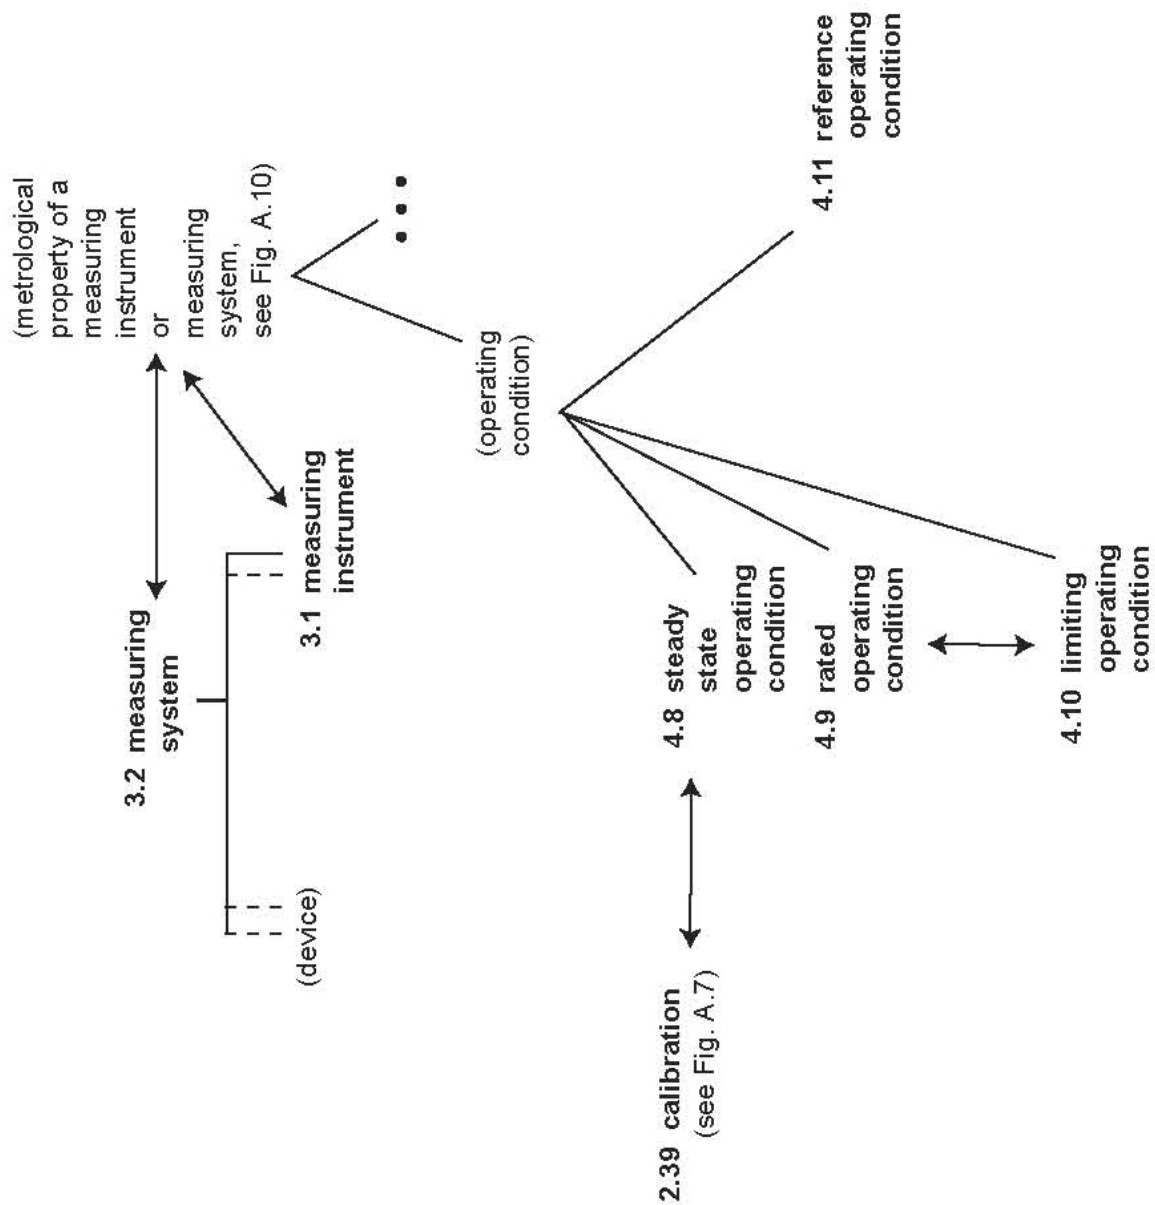 3.2 measuring
system
(metrological
property of a
measuring
instrument
or
measuring
system,
see Fig. A.10)
(device)
3.1 measuring
instrument
• • •
(operating
condition)
2.39 calibration
(see Fig. A.7)
4.8 steady
state
operating
condition
4.9 rated
operating
condition
4.10 limiting
operating
condition
4.11 reference
operating
condition